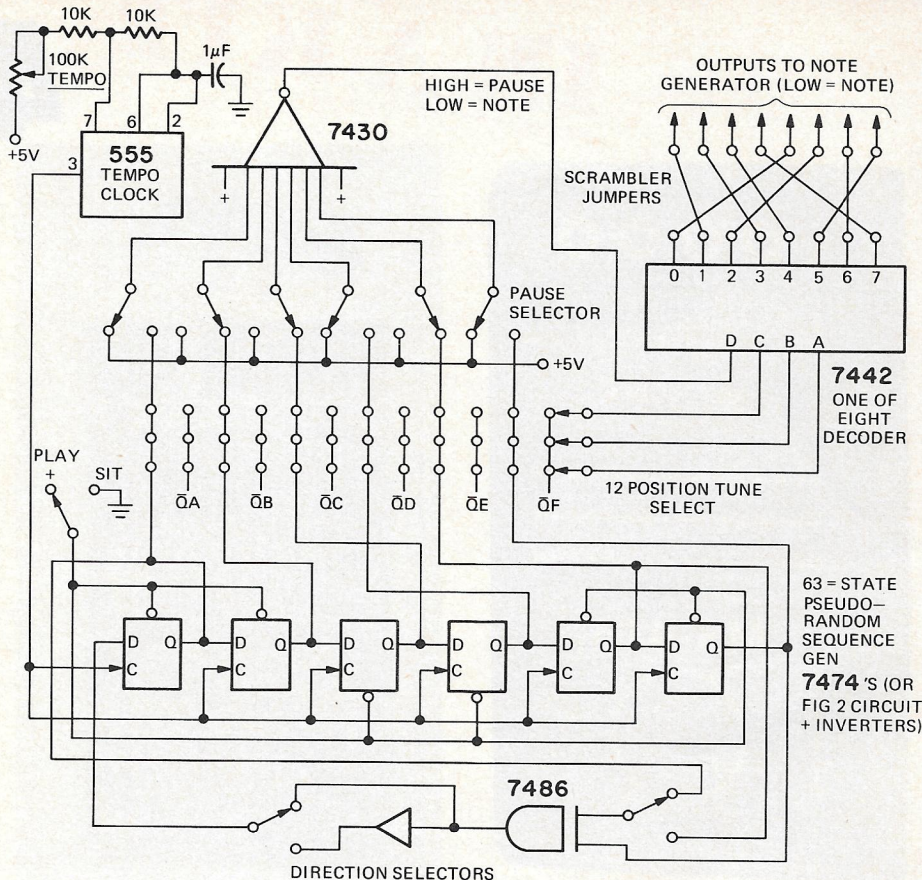 10K
10K
100K
TEMPO
1µF
+5V
7
6
2
3
555
TEMPO
CLOCK
HIGH = PAUSE
LOW = NOTE
7430
+
+
OUTPUTS TO NOTE
GENERATOR (LOW = NOTE)
SCRAMBLER
JUMPERS
0 1 2 3 4 5 6 7
D C B A
7442
ONE OF
EIGHT
DECODER
PAUSE
SELECTOR
+5V
PLAY
+
SIT
Q̄A
Q̄B
Q̄C
Q̄D
Q̄E
Q̄F
12 POSITION TUNE
SELECT
D Q
C
D Q
C
D Q
C
D Q
C
D Q
C
D Q
C
63 = STATE
PSEUDO–
RANDOM
SEQUENCE
GEN
7474 'S (OR
FIG 2 CIRCUIT
+ INVERTERS)
7486
DIRECTION SELECTORS